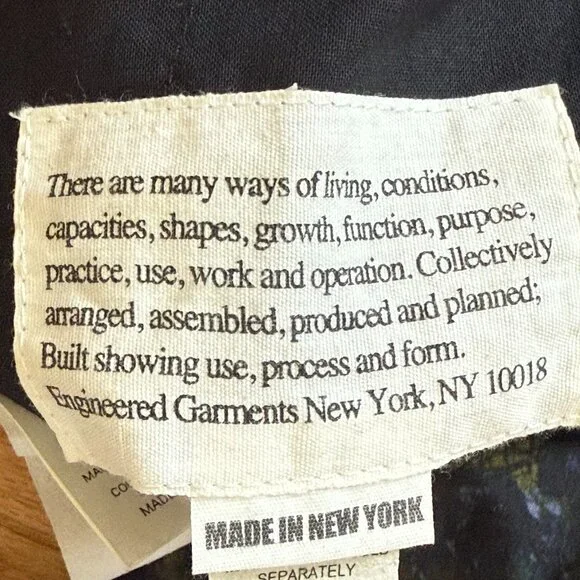 There are many ways of living, conditions,
capacities, shapes, growth, function, purpose,
practice, use, work and operation. Collectively
arranged, assembled, produced and planned;
Built showing use, process and form.
Engineered Garments New York, NY 10018
MADE IN NEW YORK
SEPARATELY